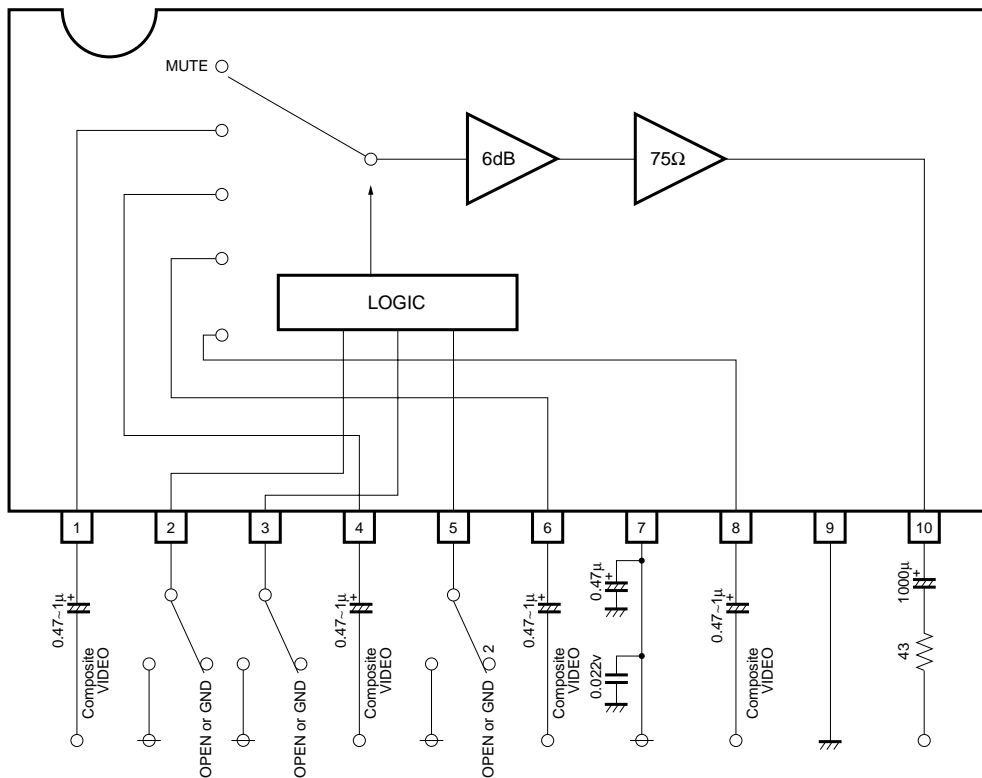 MUTE
6dB
75Ω
LOGIC
1
2
3
4
5
6
7
8
9
10
0.47~1µ
+
Composite
VIDEO
OPEN or GND
OPEN or GND
0.47~1µ
+
Composite
VIDEO
OPEN or GND
2
0.47~1µ
+
Composite
VIDEO
0.47µ
+
0.022v
0.47~1µ
+
Composite
VIDEO
1000µ
+
43